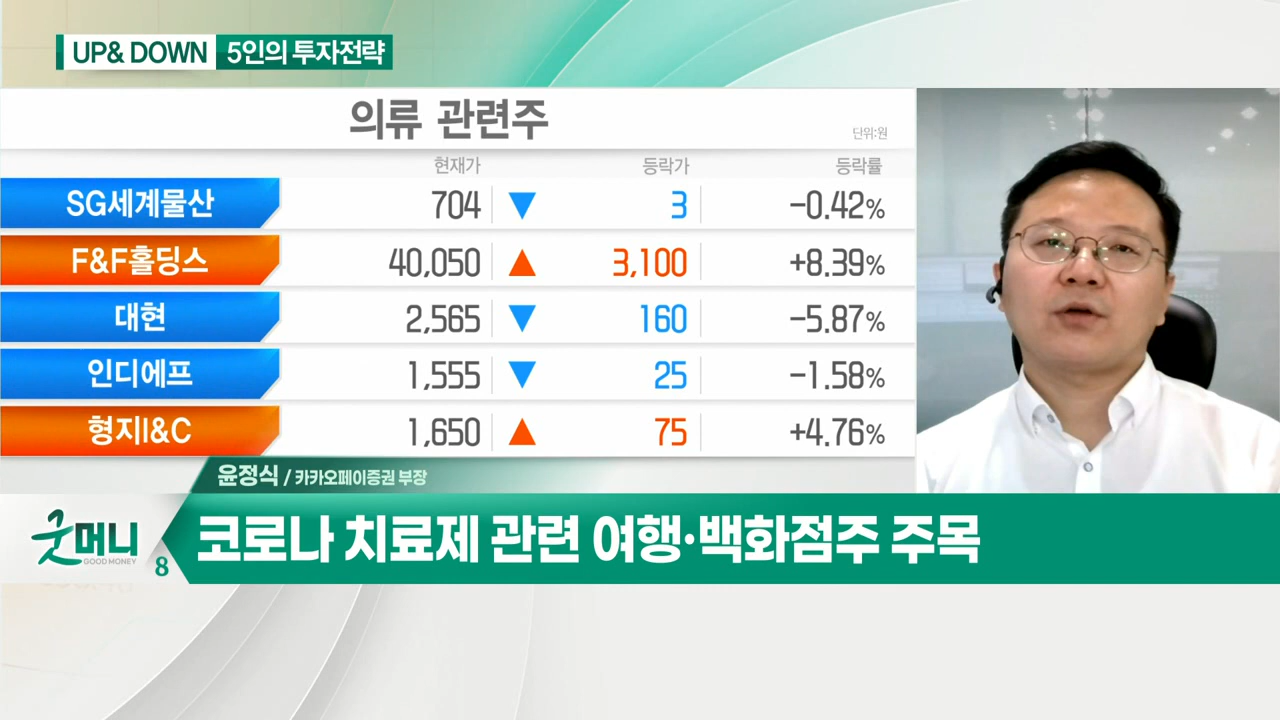 UP& DOWN 5인의 투자전략
의류 관련주
단위:원
현재가 등락가 등락률
SG세계물산 704 ▼ 3 -0.42%
F&F홀딩스 40,050 ▲ 3,100 +8.39%
대현 2,565 ▼ 160 -5.87%
인디에프 1,555 ▼ 25 -1.58%
형지I&C 1,650 ▲ 75 +4.76%
윤정식 / 카카오페이증권 부장
굿머니
GOOD MONEY
8
코로나 치료제 관련 여행·백화점주 주목